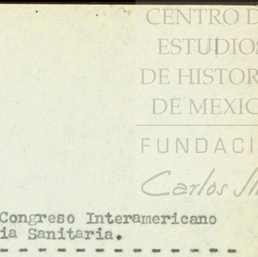 CENTRO D
ESTUDIOS
DE HISTOR
DE MEXIC
FUNDACI
Carlos Sl
Congreso Interamericano
ia Sanitaria.